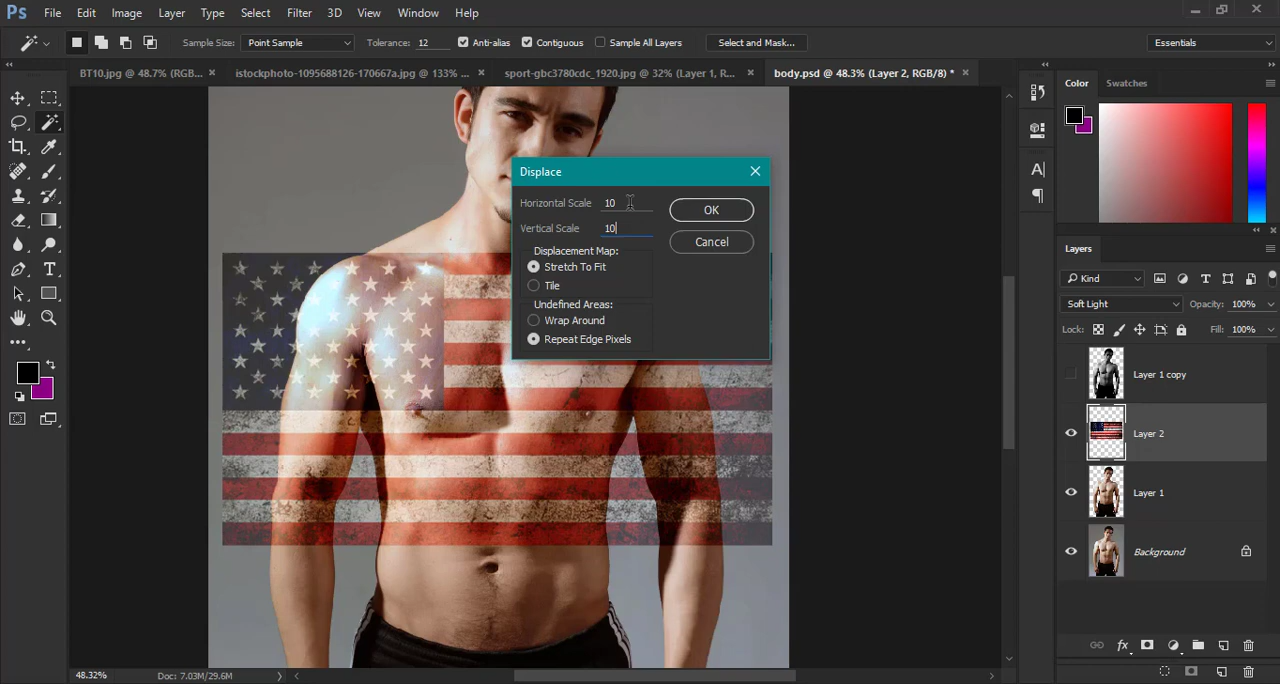 Ps File Edit Image Layer Type Select Filter 3D View Window Help
Sample Size: Point Sample Tolerance: 12 Anti-alias Contiguous Sample All Layers Select and Mask... Essentials
BT10.jpg @ 48.7% (RGB... × istockphoto-1095688126-170667a.jpg @ 133% ... × sport-gbc3780cdc_1920.jpg @ 32% (Layer 1, R... × body.psd @ 48.3% (Layer 2, RGB/8) * ×
Color Swatches
Displace
Horizontal Scale 10
OK
Vertical Scale 10
Cancel
Displacement Map:
Stretch To Fit
Tile
Undefined Areas:
Wrap Around
Repeat Edge Pixels
Layers
Kind
Soft Light Opacity: 100%
Lock: Fill: 100%
Layer 1 copy
Layer 2
Layer 1
Background
48.32% Doc: 7.03M/29.6M